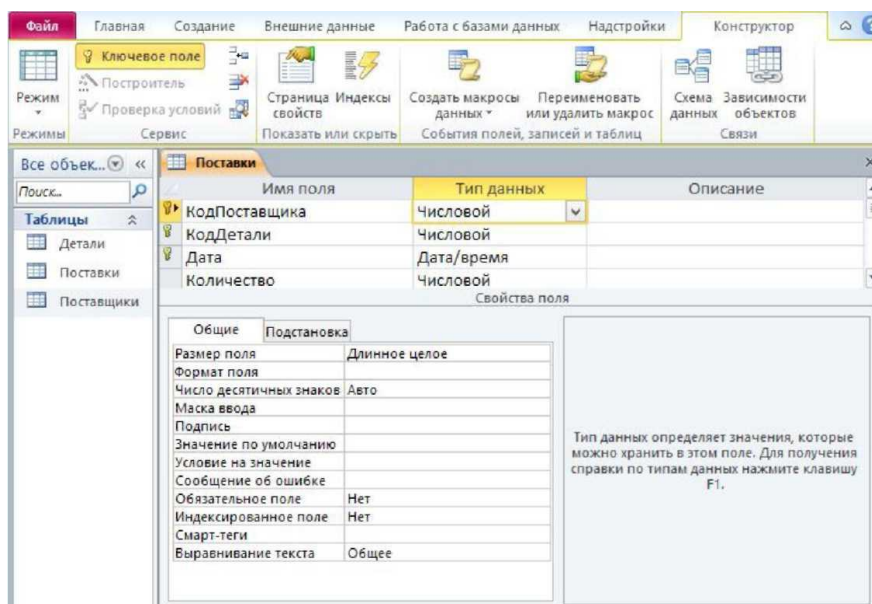 Файл Главная Создание Внешние данные Работа с базами данных Надстройки Конструктор
Режим
Режимы
Ключевое поле
Построитель
Проверка условий
Сервис
Страница свойств
Индексы
Показать или скрыть
Создать макросы данных
Переименовать или удалить макрос
События полей, записей и таблиц
Схема данных
Зависимости объектов
Связи
Все объек... «
Поиск...
Таблицы
Детали
Поставки
Поставщики
Поставки
Имя поля Тип данных Описание
КодПоставщика Числовой
КодДетали Числовой
Дата Дата/время
Количество Числовой
Свойства поля
Общие Подстановка
Размер поля Длинное целое
Формат поля
Число десятичных знаков Авто
Маска ввода
Подпись
Значение по умолчанию
Условие на значение
Сообщение об ошибке
Обязательное поле Нет
Индексированное поле Нет
Смарт-теги
Выравнивание текста Общее
Тип данных определяет значения, которые
можно хранить в этом поле. Для получения
справки по типам данных нажмите клавишу
F1.